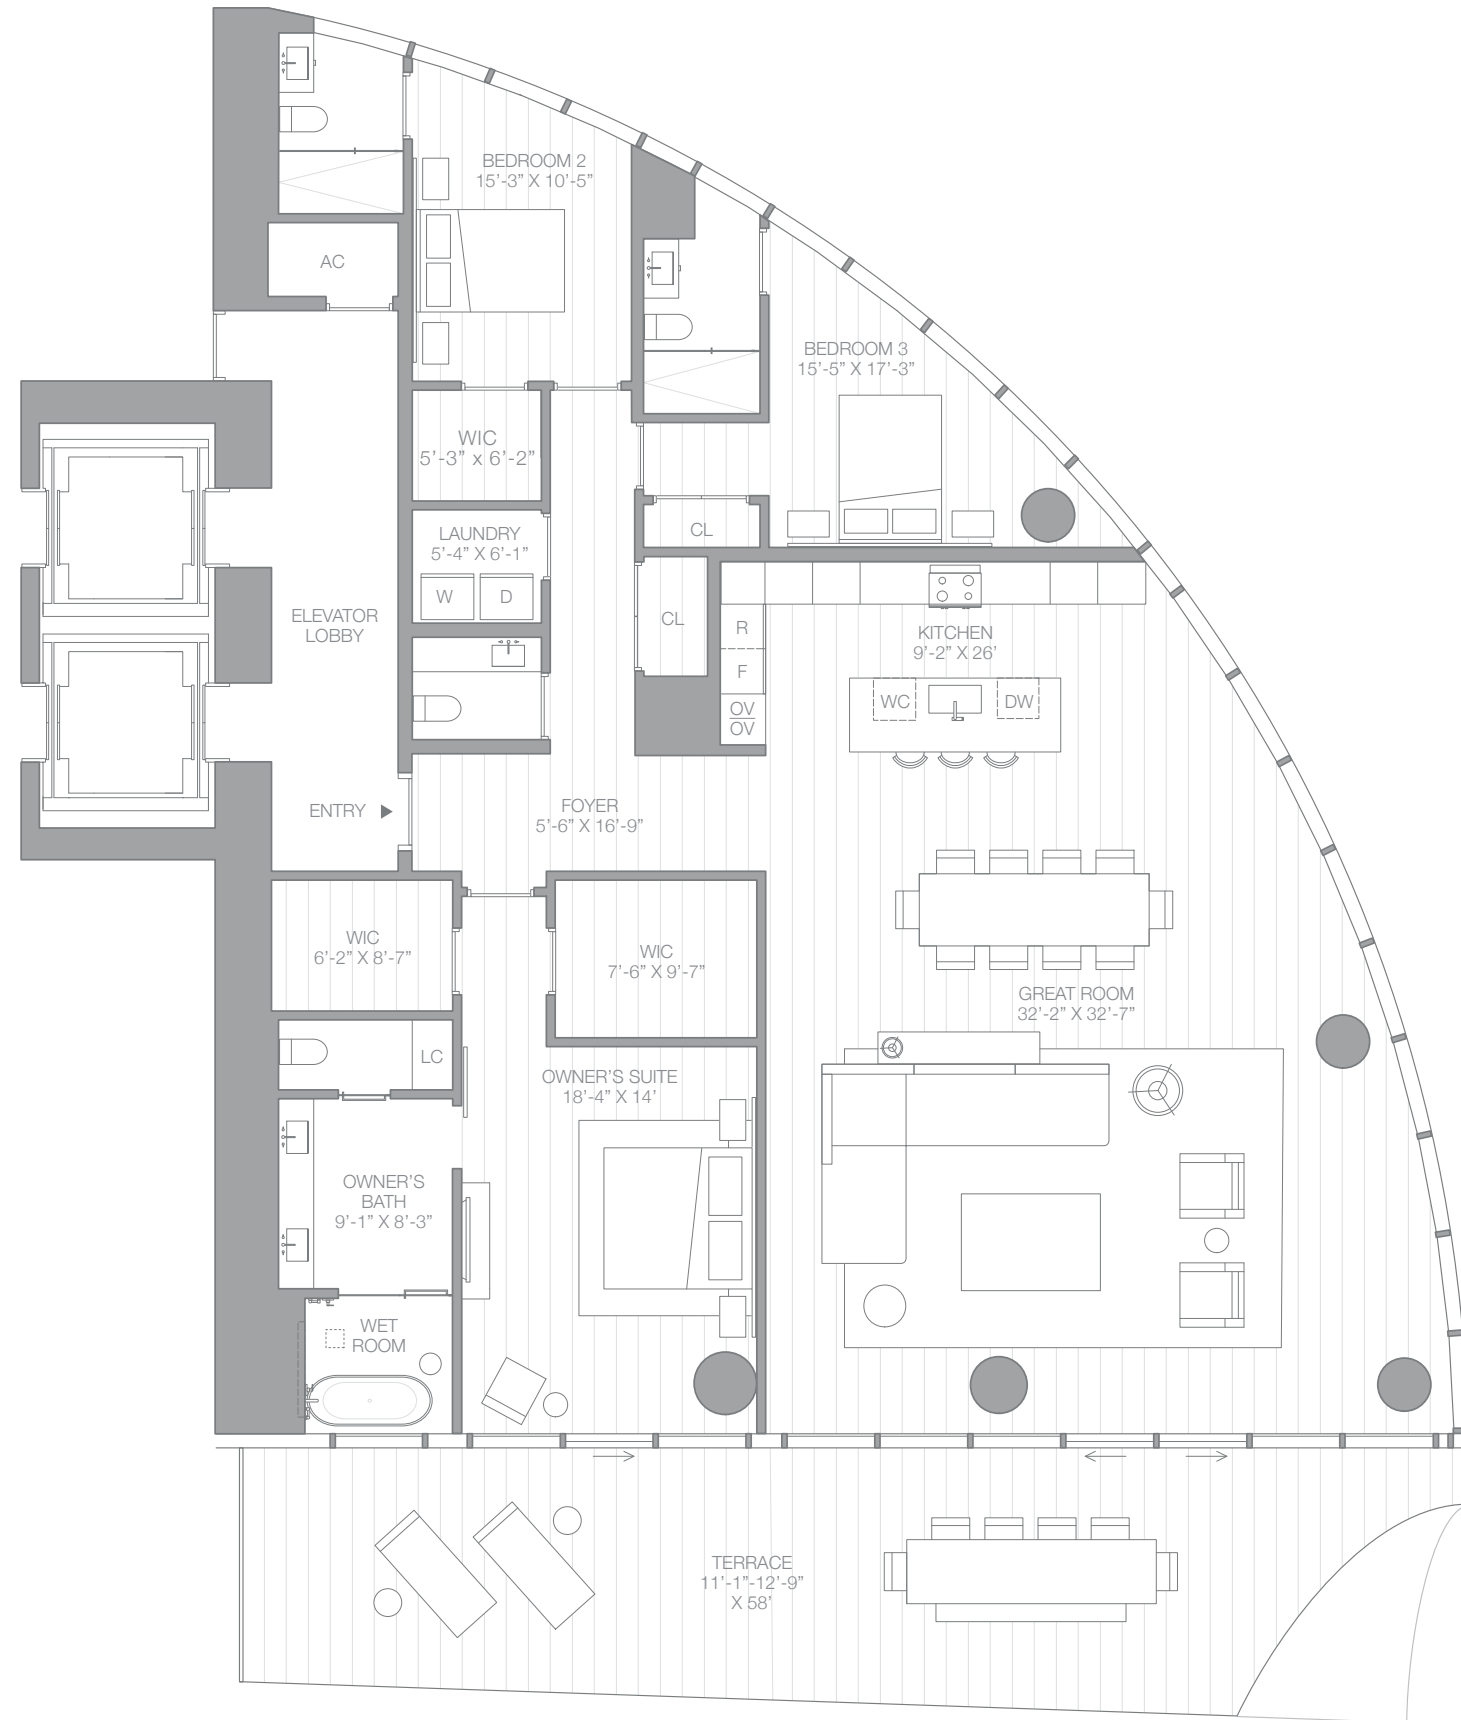 BEDROOM 2
15'-3" X 10'-5"
AC
BEDROOM 3
15'-5" X 17'-3"
WIC
5'-3" x 6'-2"
LAUNDRY
5'-4" X 6'-1"
W
D
CL
CL
ELEVATOR
LOBBY
R
F
OV
OV
KITCHEN
9'-2" X 26'
WC
DW
ENTRY
FOYER
5'-6" X 16'-9"
WIC
6'-2" X 8'-7"
WIC
7'-6" X 9'-7"
GREAT ROOM
32'-2" X 32'-7"
LC
OWNER'S SUITE
18'-4" X 14'
OWNER'S
BATH
9'-1" X 8'-3"
WET
ROOM
TERRACE
11'-1"-12'-9"
X 58'